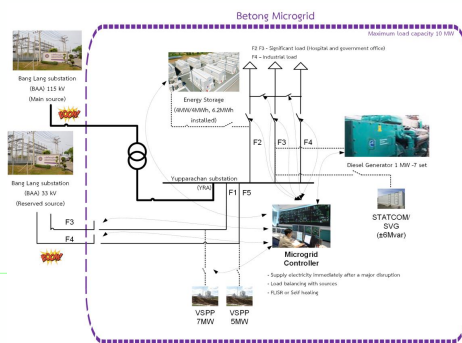 Betong Microgrid
Maximum load capacity 10 MW
F2 F3 - Significant load (Hospital and government office)
F4 - Industrial load
Bang Lang substation
(BAA) 115 kV
(Main source)
BOOM!
Energy Storage
(6MW/4MWh, 6.2MWh
installed)
F2
F3
F4
Diesel Generator 1 MW -7 set
Bang Lang substation
(BAA) 33 kV
(Reserved source)
Yupparachan substation
(YRA)
F1
F5
STATCOM/
SVG
(±6Mvar)
F3
F4
BOOM!
Microgrid
Controller
- Supply electricity immediately after a major disruption
- Load balancing with sources
- FLISR or Self healing
VSPP
7MW
VSPP
5MW